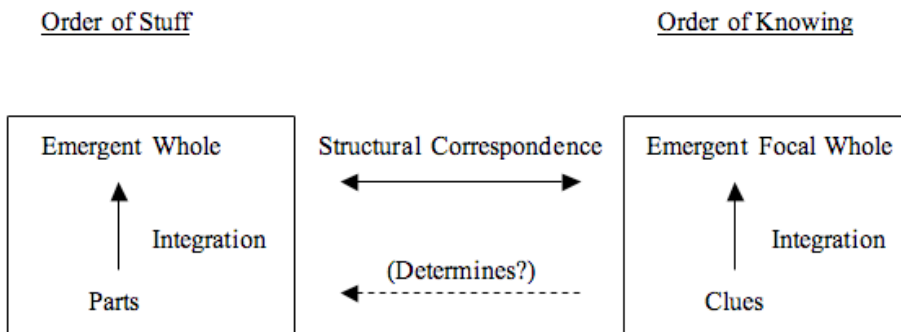 Order of Stuff
Order of Knowing
Emergent Whole
Structural Correspondence
Emergent Focal Whole
Integration
Integration
(Determines?)
Parts
Clues